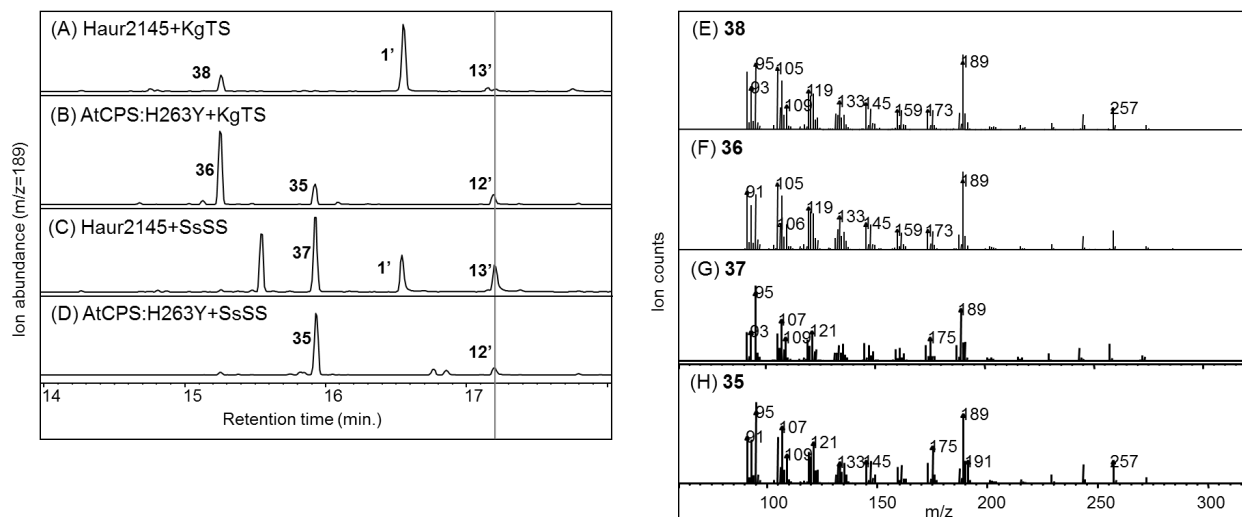 (A) Haur2145+KgTS
38
1’
13’
(B) AtCPS:H263Y+KgTS
36
35
12’
(C) Haur2145+SsSS
37
1’
13’
(D) AtCPS:H263Y+SsSS
35
12’
14 15 16 17
Retention time (min.)
Ion abundance (m/z=189)
(E) 38
93 95 105 109 119 133 145 159 173 189 257
(F) 36
91 105 106 119 133 145 159 173 189
(G) 37
93 95 107 109 121 175 189
(H) 35
91 95 107 109 121 133 145 175 189 191 257
100 150 200 250 300
m/z
Ion counts